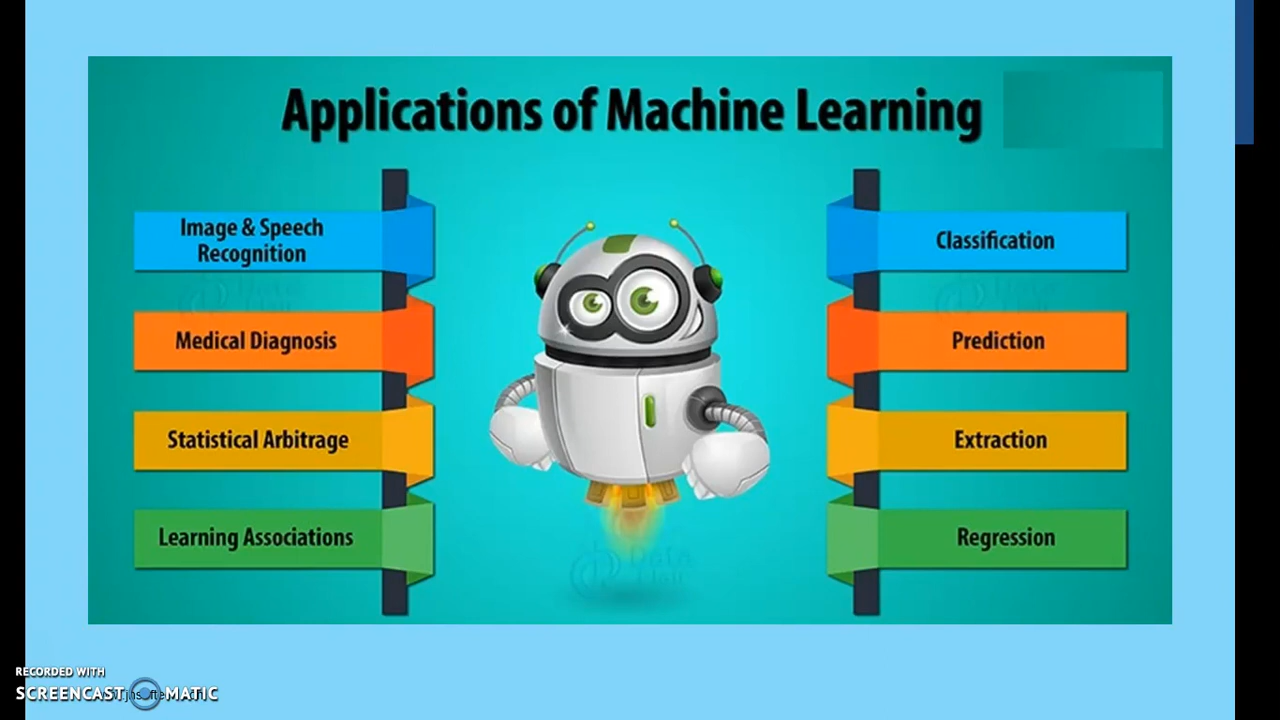 Applications of Machine Learning
Image & Speech
Recognition
Medical Diagnosis
Statistical Arbitrage
Learning Associations
Classification
Prediction
Extraction
Regression
RECORDED WITH
SCREENCAST MATIC